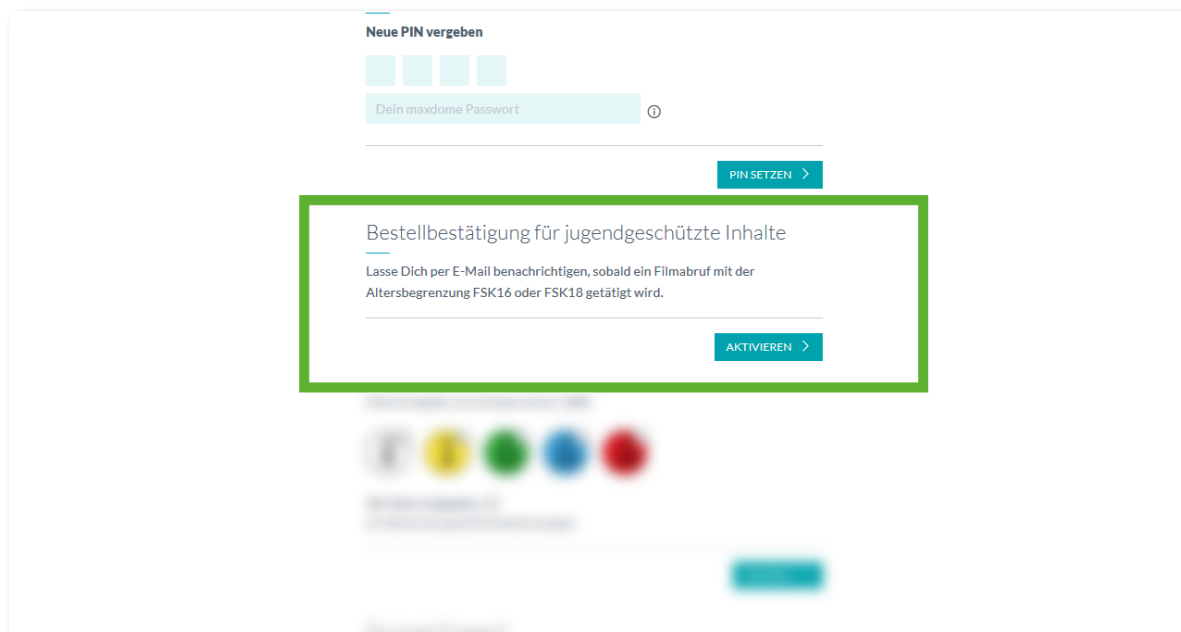 Neue PIN vergeben
Dein maxdome Passwort
PIN SETZEN
Bestellbestätigung für jugendgeschützte Inhalte
Lasse Dich per E-Mail benachrichtigen, sobald ein Filmabruf mit der
Altersbegrenzung FSK16 oder FSK18 getätigt wird.
AKTIVIEREN